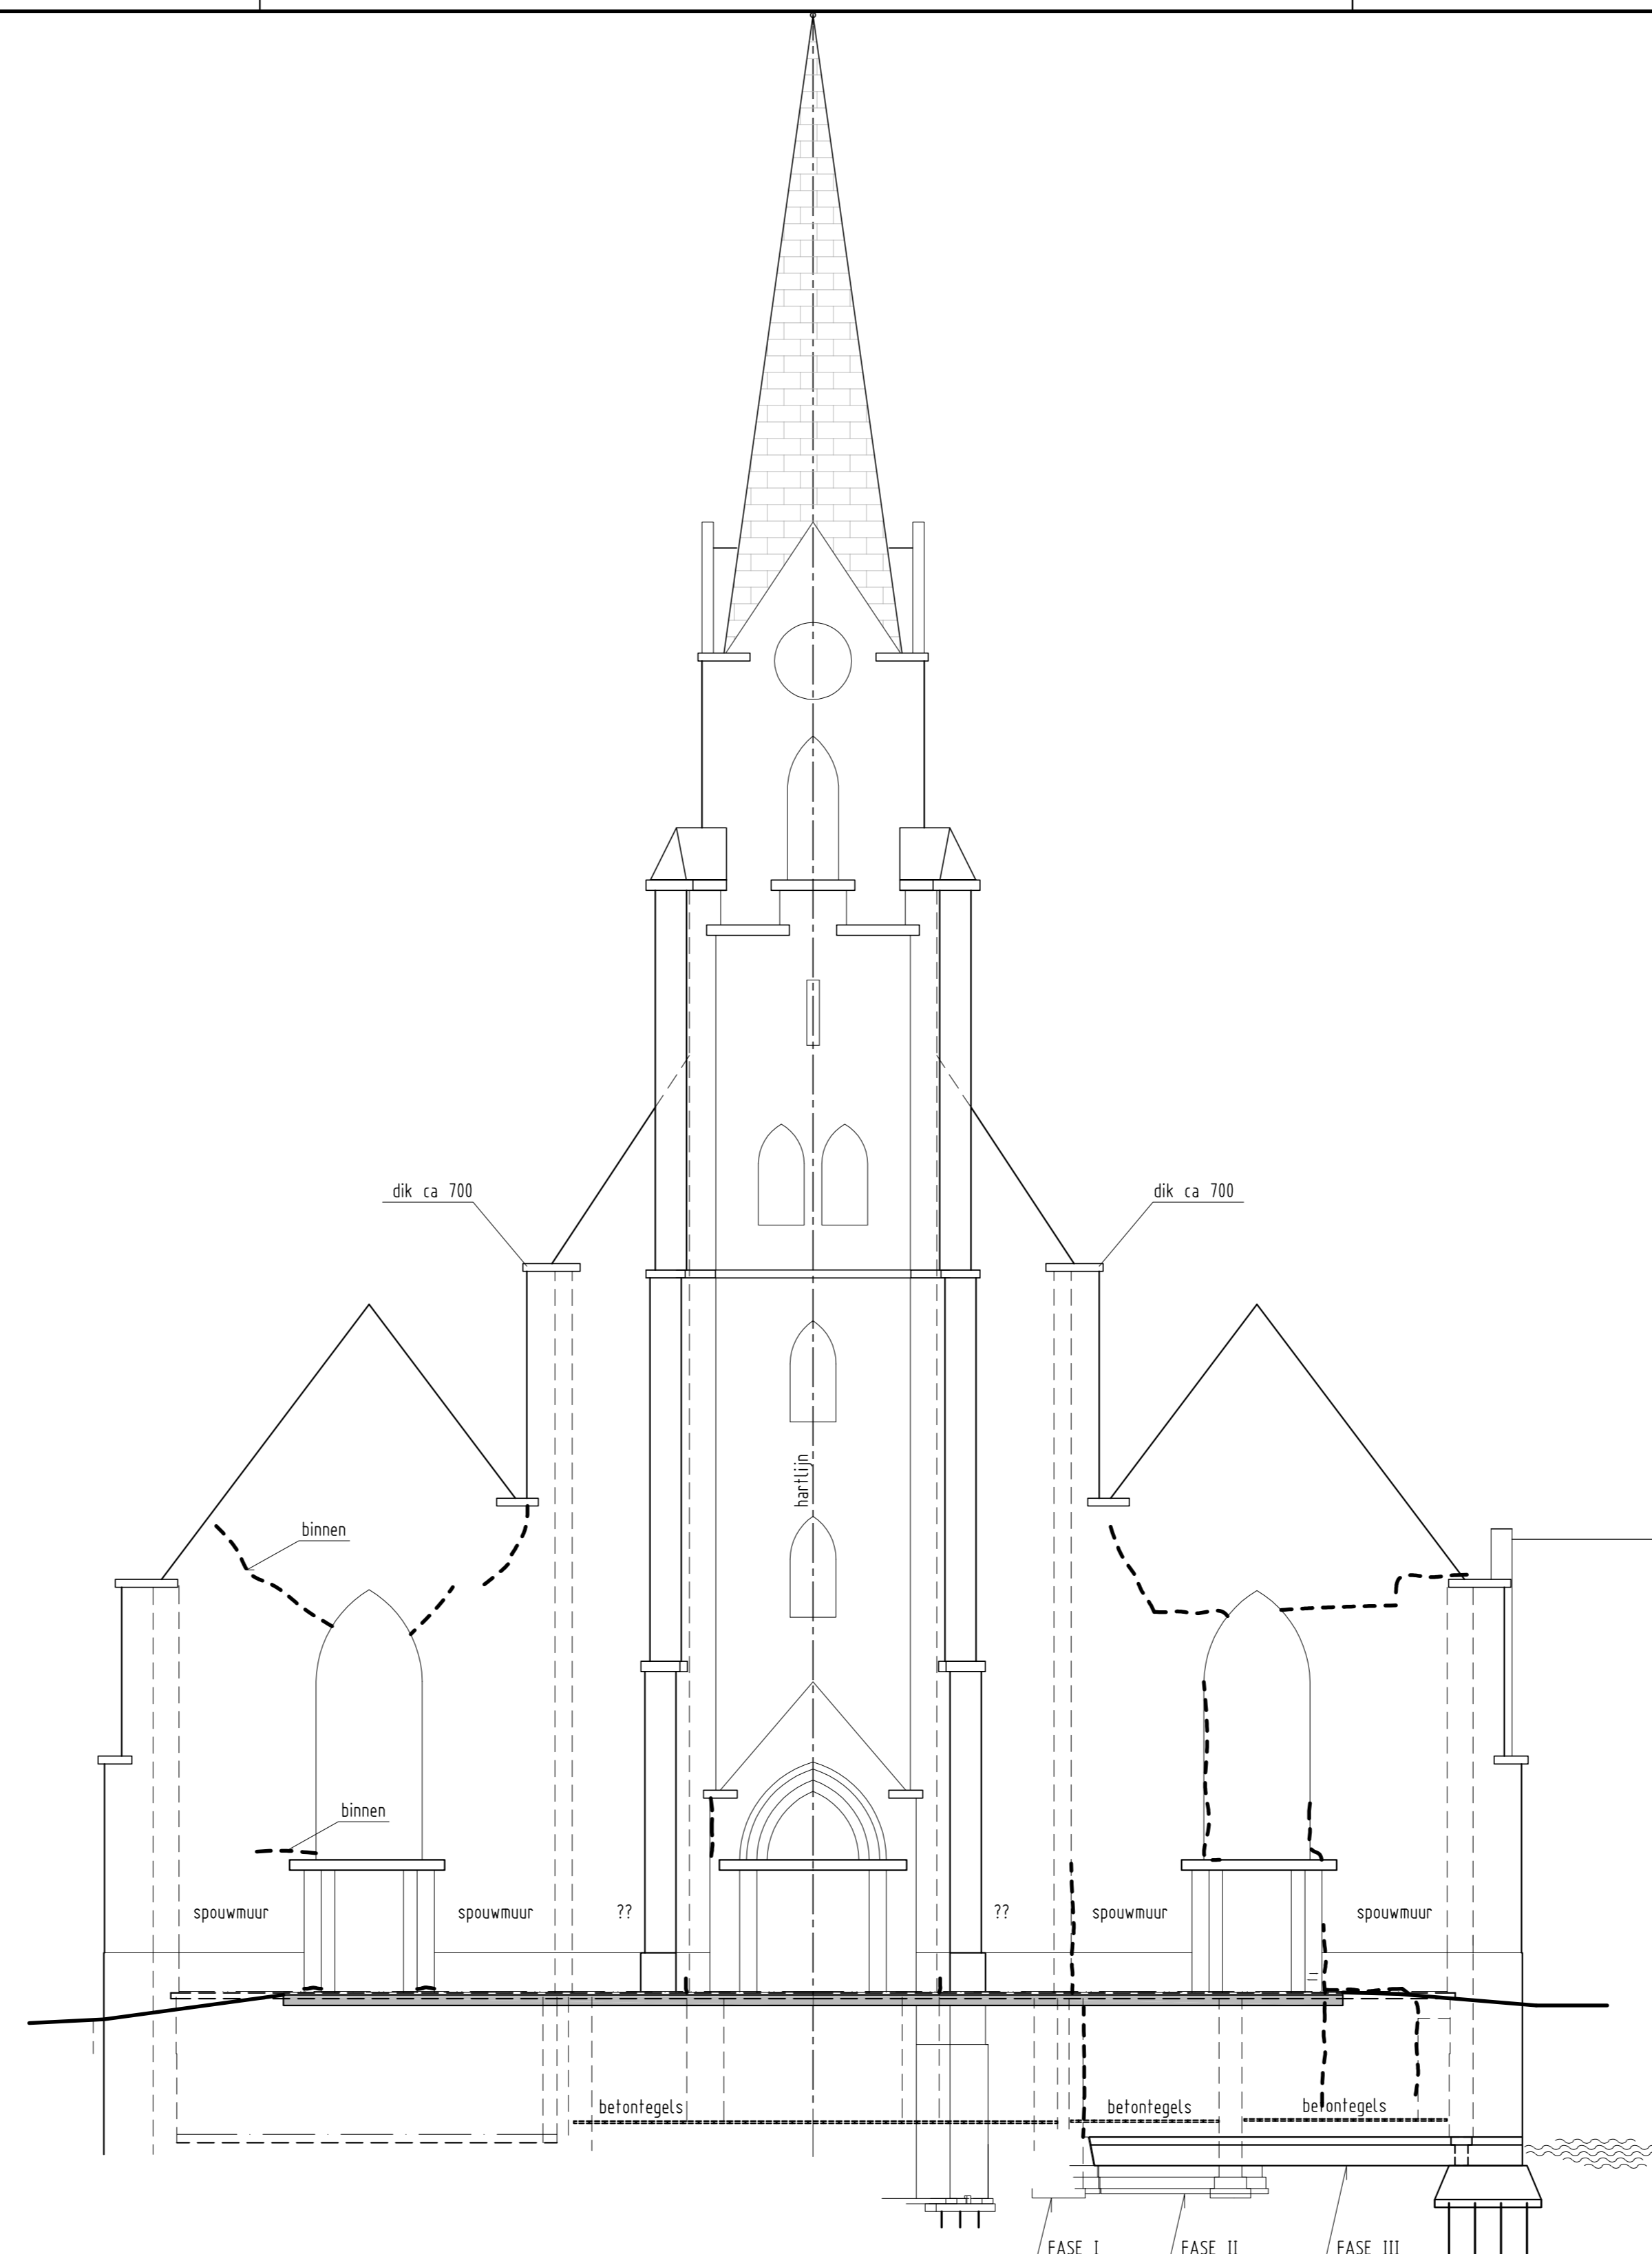 dik ca 700
dik ca 700
hartlijn
binnen
binnen
spouwmuur
spouwmuur
??
??
spouwmuur
spouwmuur
betontegels
betontegels
betontegels
FASE I
FASE II
FASE III